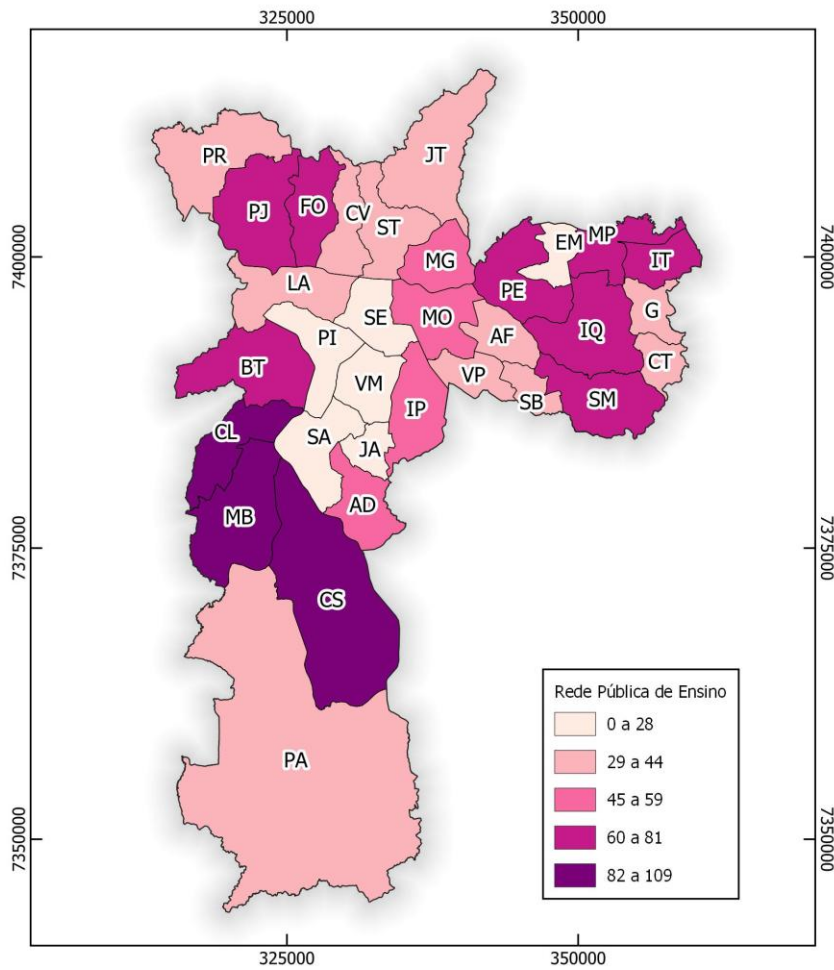 325000 350000
PR
JT
PJ FO CV ST
7400000 EM MP 7400000
MG IT
LA PE
SE MO G
PI AF IQ
BT VM VP CT
IP SB SM
CL SA JA
AD
MB
7375000 7375000
CS
Rede Pública de Ensino
0 a 28
29 a 44
PA
45 a 59
60 a 81
7350000 7350000
82 a 109
325000 350000